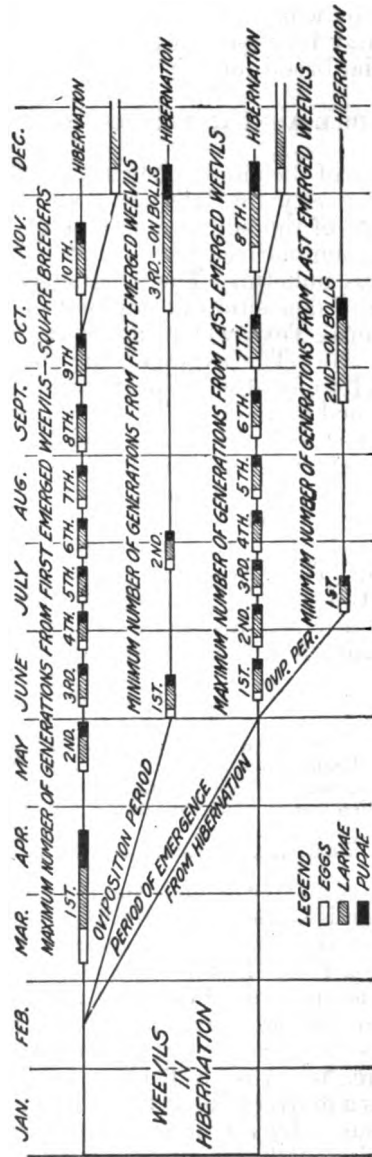 JAN. FEB. MAR. APR. MAY JUNE JULY AUG. SEPT. OCT. NOV. DEC.
MAXIMUM NUMBER OF GENERATIONS FROM FIRST EMERGED WEEVILS—SQUARE BREEDERS
1ST. 2ND. 3RD. 4TH. 5TH. 6TH. 7TH. 8TH. 9TH 10TH.
HIBERNATION
OVIPOSITION PERIOD
MINIMUM NUMBER OF GENERATIONS FROM FIRST EMERGED WEEVILS
1ST. 2ND. 3RD.—ON BOLLS
HIBERNATION
WEEVILS
IN
HIBERNATION
PERIOD OF EMERGENCE
FROM HIBERNATION
MAXIMUM NUMBER OF GENERATIONS FROM LAST EMERGED WEEVILS
1ST. 2ND. 3RD. 4TH. 5TH. 6TH. 7TH. 8TH.
HIBERNATION
OVIP. PER.
MINIMUM NUMBER OF GENERATIONS FROM LAST EMERGED WEEVILS
1ST. 2ND—ON BOLLS
HIBERNATION
LEGEND
EGGS
LARVAE
PUPAE